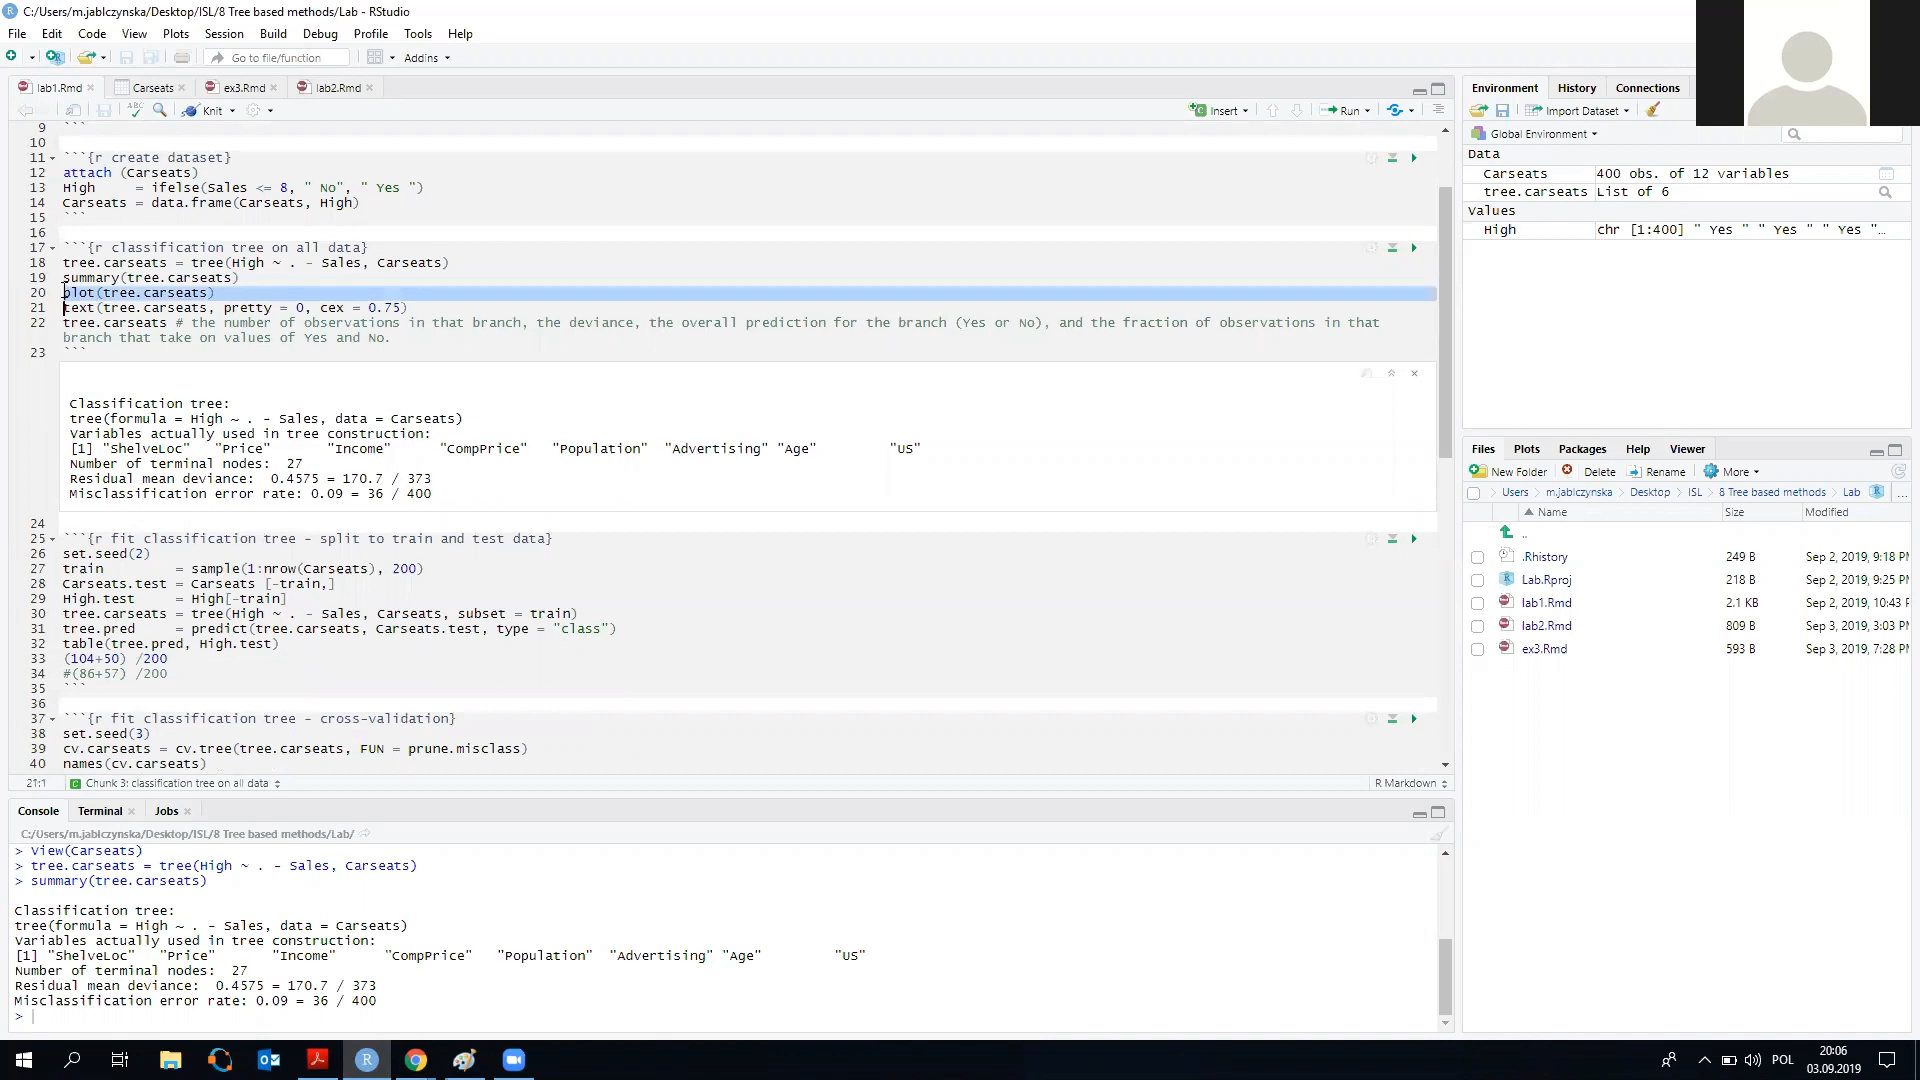 C:/Users/m.jablczynska/Desktop/ISL/8 Tree based methods/Lab - RStudio
File Edit Code View Plots Session Build Debug Profile Tools Help
Go to file/function Addins
lab1.Rmd Carseats ex3.Rmd lab2.Rmd
ABC Knit Insert Run
9 ```
10
11 ```{r create dataset}
12 attach (Carseats)
13 High     = ifelse(Sales <= 8, " No", " Yes ")
14 Carseats = data.frame(Carseats, High)
15 ```
16
17 ```{r classification tree on all data}
18 tree.carseats = tree(High ~ . - Sales, Carseats)
19 summary(tree.carseats)
20 plot(tree.carseats)
21 text(tree.carseats, pretty = 0, cex = 0.75)
22 tree.carseats # the number of observations in that branch, the deviance, the overall prediction for the branch (Yes or No), and the fraction of observations in that
branch that take on values of Yes and No.
23 ```
Classification tree:
tree(formula = High ~ . - Sales, data = Carseats)
Variables actually used in tree construction:
[1] "ShelveLoc"   "Price"       "Income"      "CompPrice"   "Population"  "Advertising" "Age"         "US"
Number of terminal nodes:  27
Residual mean deviance:  0.4575 = 170.7 / 373
Misclassification error rate: 0.09 = 36 / 400
24
25 ```{r fit classification tree - split to train and test data}
26 set.seed(2)
27 train         = sample(1:nrow(Carseats), 200)
28 Carseats.test = Carseats [-train,]
29 High.test     = High[-train]
30 tree.carseats = tree(High ~ . - Sales, Carseats, subset = train)
31 tree.pred     = predict(tree.carseats, Carseats.test, type = "class")
32 table(tree.pred, High.test)
33 (104+50) /200
34 #(86+57) /200
35 ```
36
37 ```{r fit classification tree - cross-validation}
38 set.seed(3)
39 cv.carseats = cv.tree(tree.carseats, FUN = prune.misclass)
40 names(cv.carseats)
21:1 Chunk 3: classification tree on all data R Markdown
Console Terminal Jobs
C:/Users/m.jablczynska/Desktop/ISL/8 Tree based methods/Lab/
> View(Carseats)
> tree.carseats = tree(High ~ . - Sales, Carseats)
> summary(tree.carseats)
Classification tree:
tree(formula = High ~ . - Sales, data = Carseats)
Variables actually used in tree construction:
[1] "ShelveLoc"   "Price"       "Income"      "CompPrice"   "Population"  "Advertising" "Age"         "US"
Number of terminal nodes:  27
Residual mean deviance:  0.4575 = 170.7 / 373
Misclassification error rate: 0.09 = 36 / 400
>
Environment History Connections
Import Dataset
Global Environment
Data
Carseats 400 obs. of 12 variables
tree.carseats List of 6
Values
High chr [1:400] " Yes " " Yes " " Yes "…
Files Plots Packages Help Viewer
New Folder Delete Rename More
Users m.jablczynska Desktop ISL 8 Tree based methods Lab ...
Name Size Modified
..
.Rhistory 249 B Sep 2, 2019, 9:18 PM
Lab.Rproj 218 B Sep 2, 2019, 9:25 PM
lab1.Rmd 2.1 KB Sep 2, 2019, 10:43 P
lab2.Rmd 809 B Sep 3, 2019, 3:03 PM
ex3.Rmd 593 B Sep 3, 2019, 7:28 PM
POL
20:06
03.09.2019